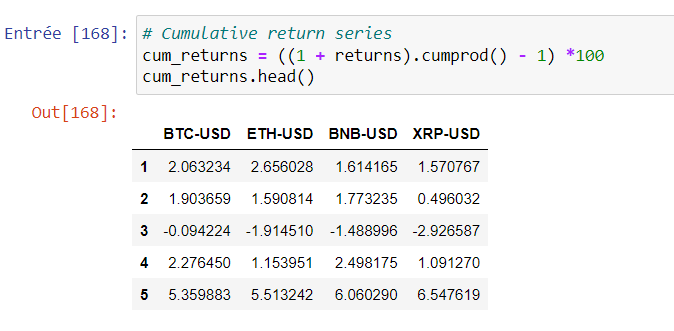 Entrée [168]: # Cumulative return series
cum_returns = ((1 + returns).cumprod() - 1) *100
cum_returns.head()
Out[168]:
BTC-USD ETH-USD BNB-USD XRP-USD
1 2.063234 2.656028 1.614165 1.570767
2 1.903659 1.590814 1.773235 0.496032
3 -0.094224 -1.914510 -1.488996 -2.926587
4 2.276450 1.153951 2.498175 1.091270
5 5.359883 5.513242 6.060290 6.547619